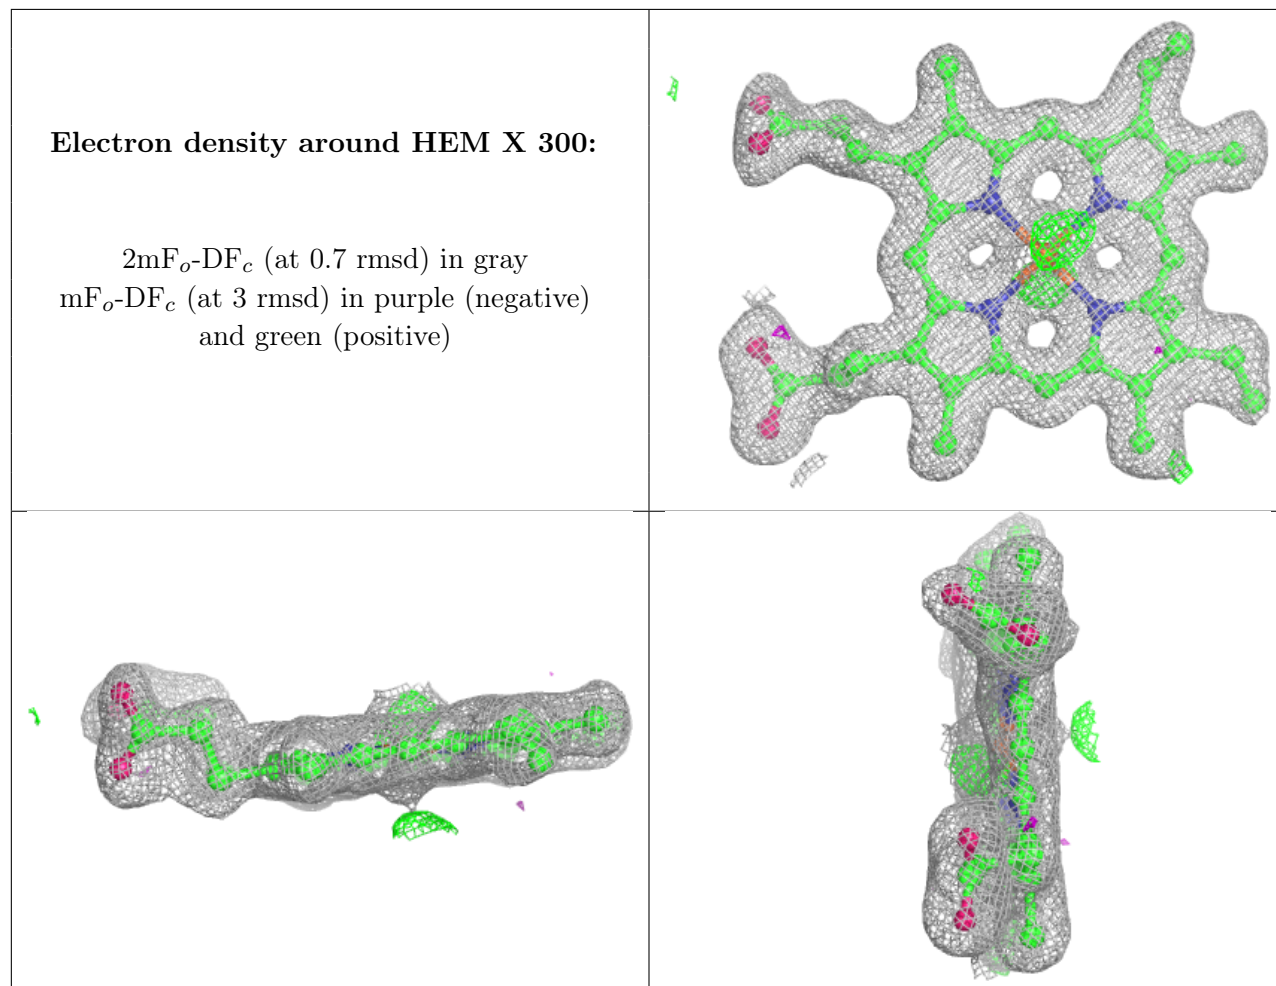 Electron density around HEM X 300:
2mFo-DFc (at 0.7 rmsd) in gray
mFo-DFc (at 3 rmsd) in purple (negative)
and green (positive)